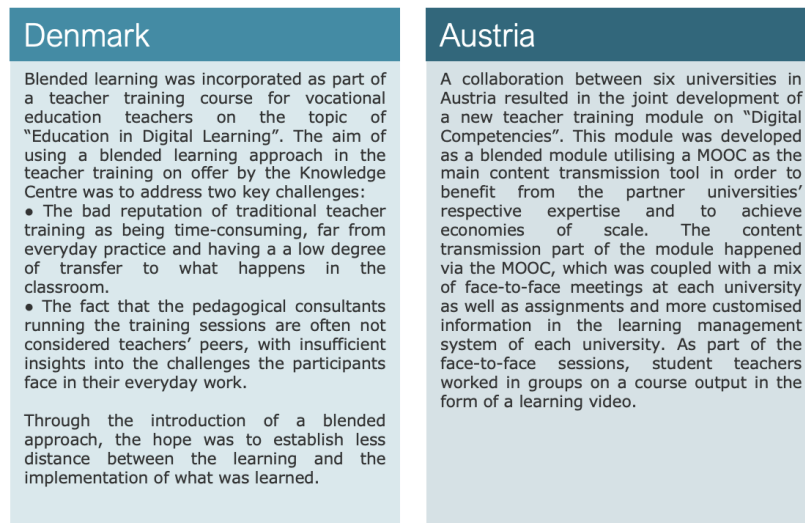 Denmark
Blended learning was incorporated as part of
a teacher training course for vocational
education teachers on the topic of
“Education in Digital Learning”. The aim of
using a blended learning approach in the
teacher training on offer by the Knowledge
Centre was to address two key challenges:
● The bad reputation of traditional teacher
training as being time-consuming, far from
everyday practice and having a a low degree
of transfer to what happens in the
classroom.
● The fact that the pedagogical consultants
running the training sessions are often not
considered teachers’ peers, with insufficient
insights into the challenges the participants
face in their everyday work.
Through the introduction of a blended
approach, the hope was to establish less
distance between the learning and the
implementation of what was learned.
Austria
A collaboration between six universities in
Austria resulted in the joint development of
a new teacher training module on “Digital
Competencies”. This module was developed
as a blended module utilising a MOOC as the
main content transmission tool in order to
benefit from the partner universities’
respective expertise and to achieve
economies of scale. The content
transmission part of the module happened
via the MOOC, which was coupled with a mix
of face-to-face meetings at each university
as well as assignments and more customised
information in the learning management
system of each university. As part of the
face-to-face sessions, student teachers
worked in groups on a course output in the
form of a learning video.